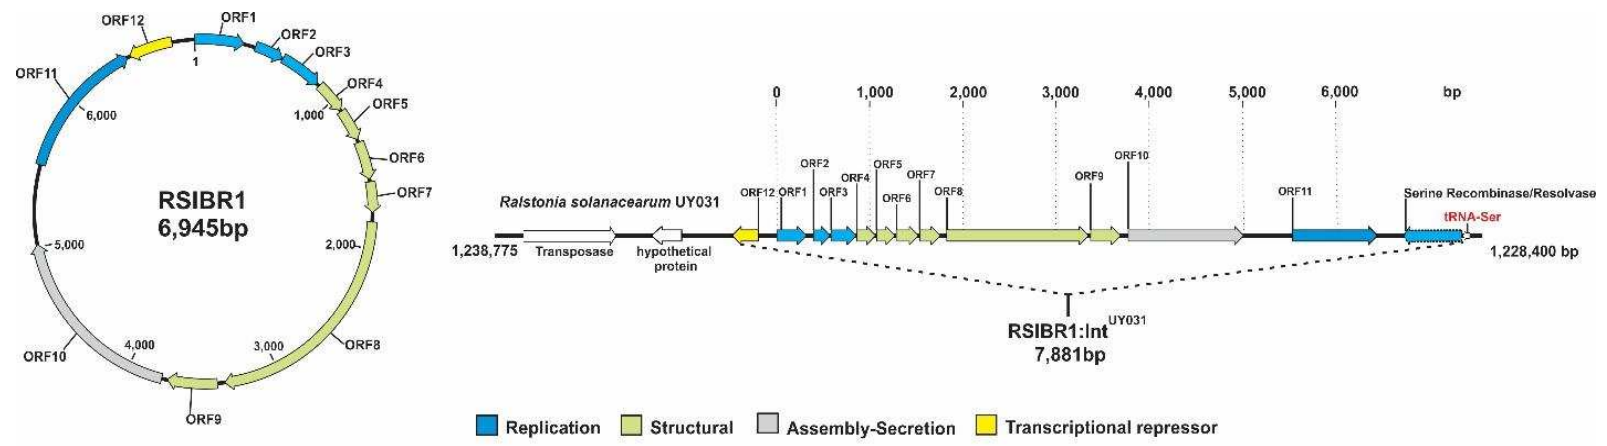 ORF12
ORF1
ORF2
ORF3
ORF4
ORF5
ORF6
ORF7
ORF8
ORF9
ORF10
ORF11
1
1,000
2,000
3,000
4,000
5,000
6,000
RSIBR1
6,945bp
0 1,000 2,000 3,000 4,000 5,000 6,000 bp
Ralstonia solanacearum UY031
ORF12 ORF1 ORF2 ORF3 ORF4 ORF5 ORF6 ORF7 ORF8 ORF9 ORF10 ORF11
Serine Recombinase/Resolvase
tRNA-Ser
1,238,775
Transposase
hypothetical
protein
1,228,400 bp
RSIBR1:Int UY031
7,881bp
Replication Structural Assembly-Secretion Transcriptional repressor